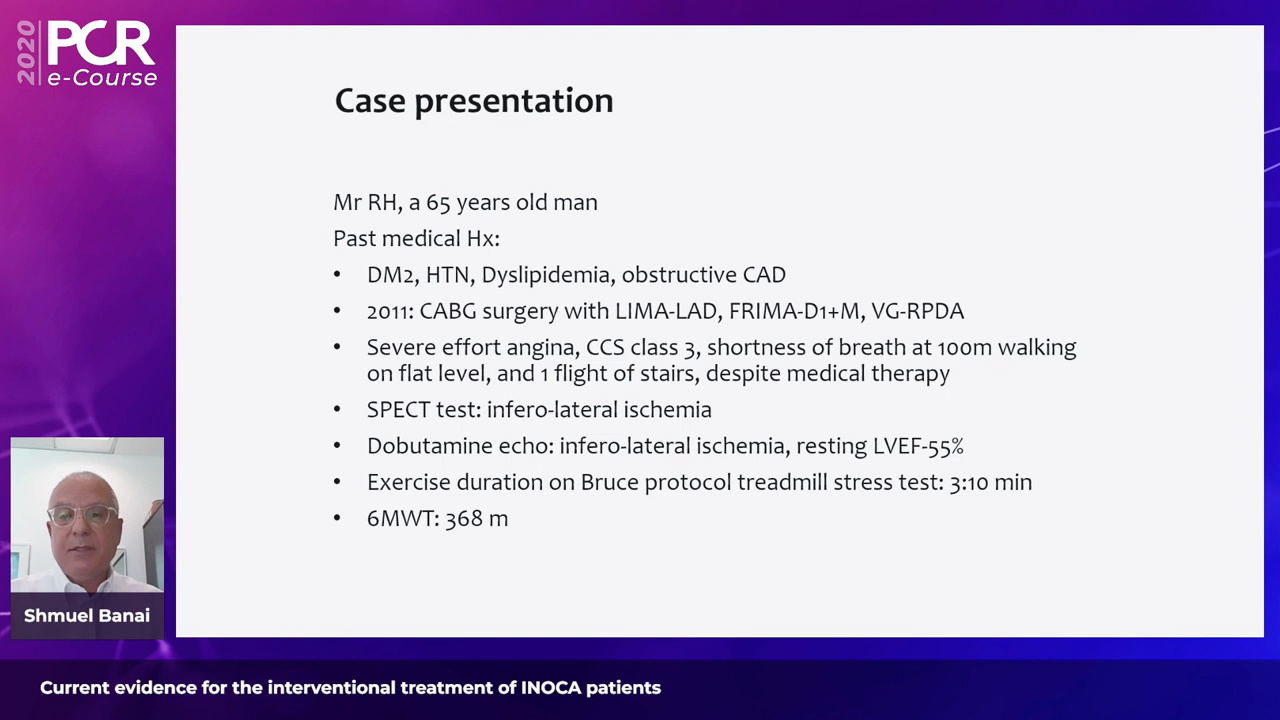 2020
PCR
e-Course
Case presentation
Mr RH, a 65 years old man
Past medical Hx:
• DM2, HTN, Dyslipidemia, obstructive CAD
• 2011: CABG surgery with LIMA-LAD, FRIMA-D1+M, VG-RPDA
• Severe effort angina, CCS class 3, shortness of breath at 100m walking
on flat level, and 1 flight of stairs, despite medical therapy
• SPECT test: infero-lateral ischemia
• Dobutamine echo: infero-lateral ischemia, resting LVEF-55%
• Exercise duration on Bruce protocol treadmill stress test: 3:10 min
• 6MWT: 368 m
Shmuel Banai
Current evidence for the interventional treatment of INOCA patients